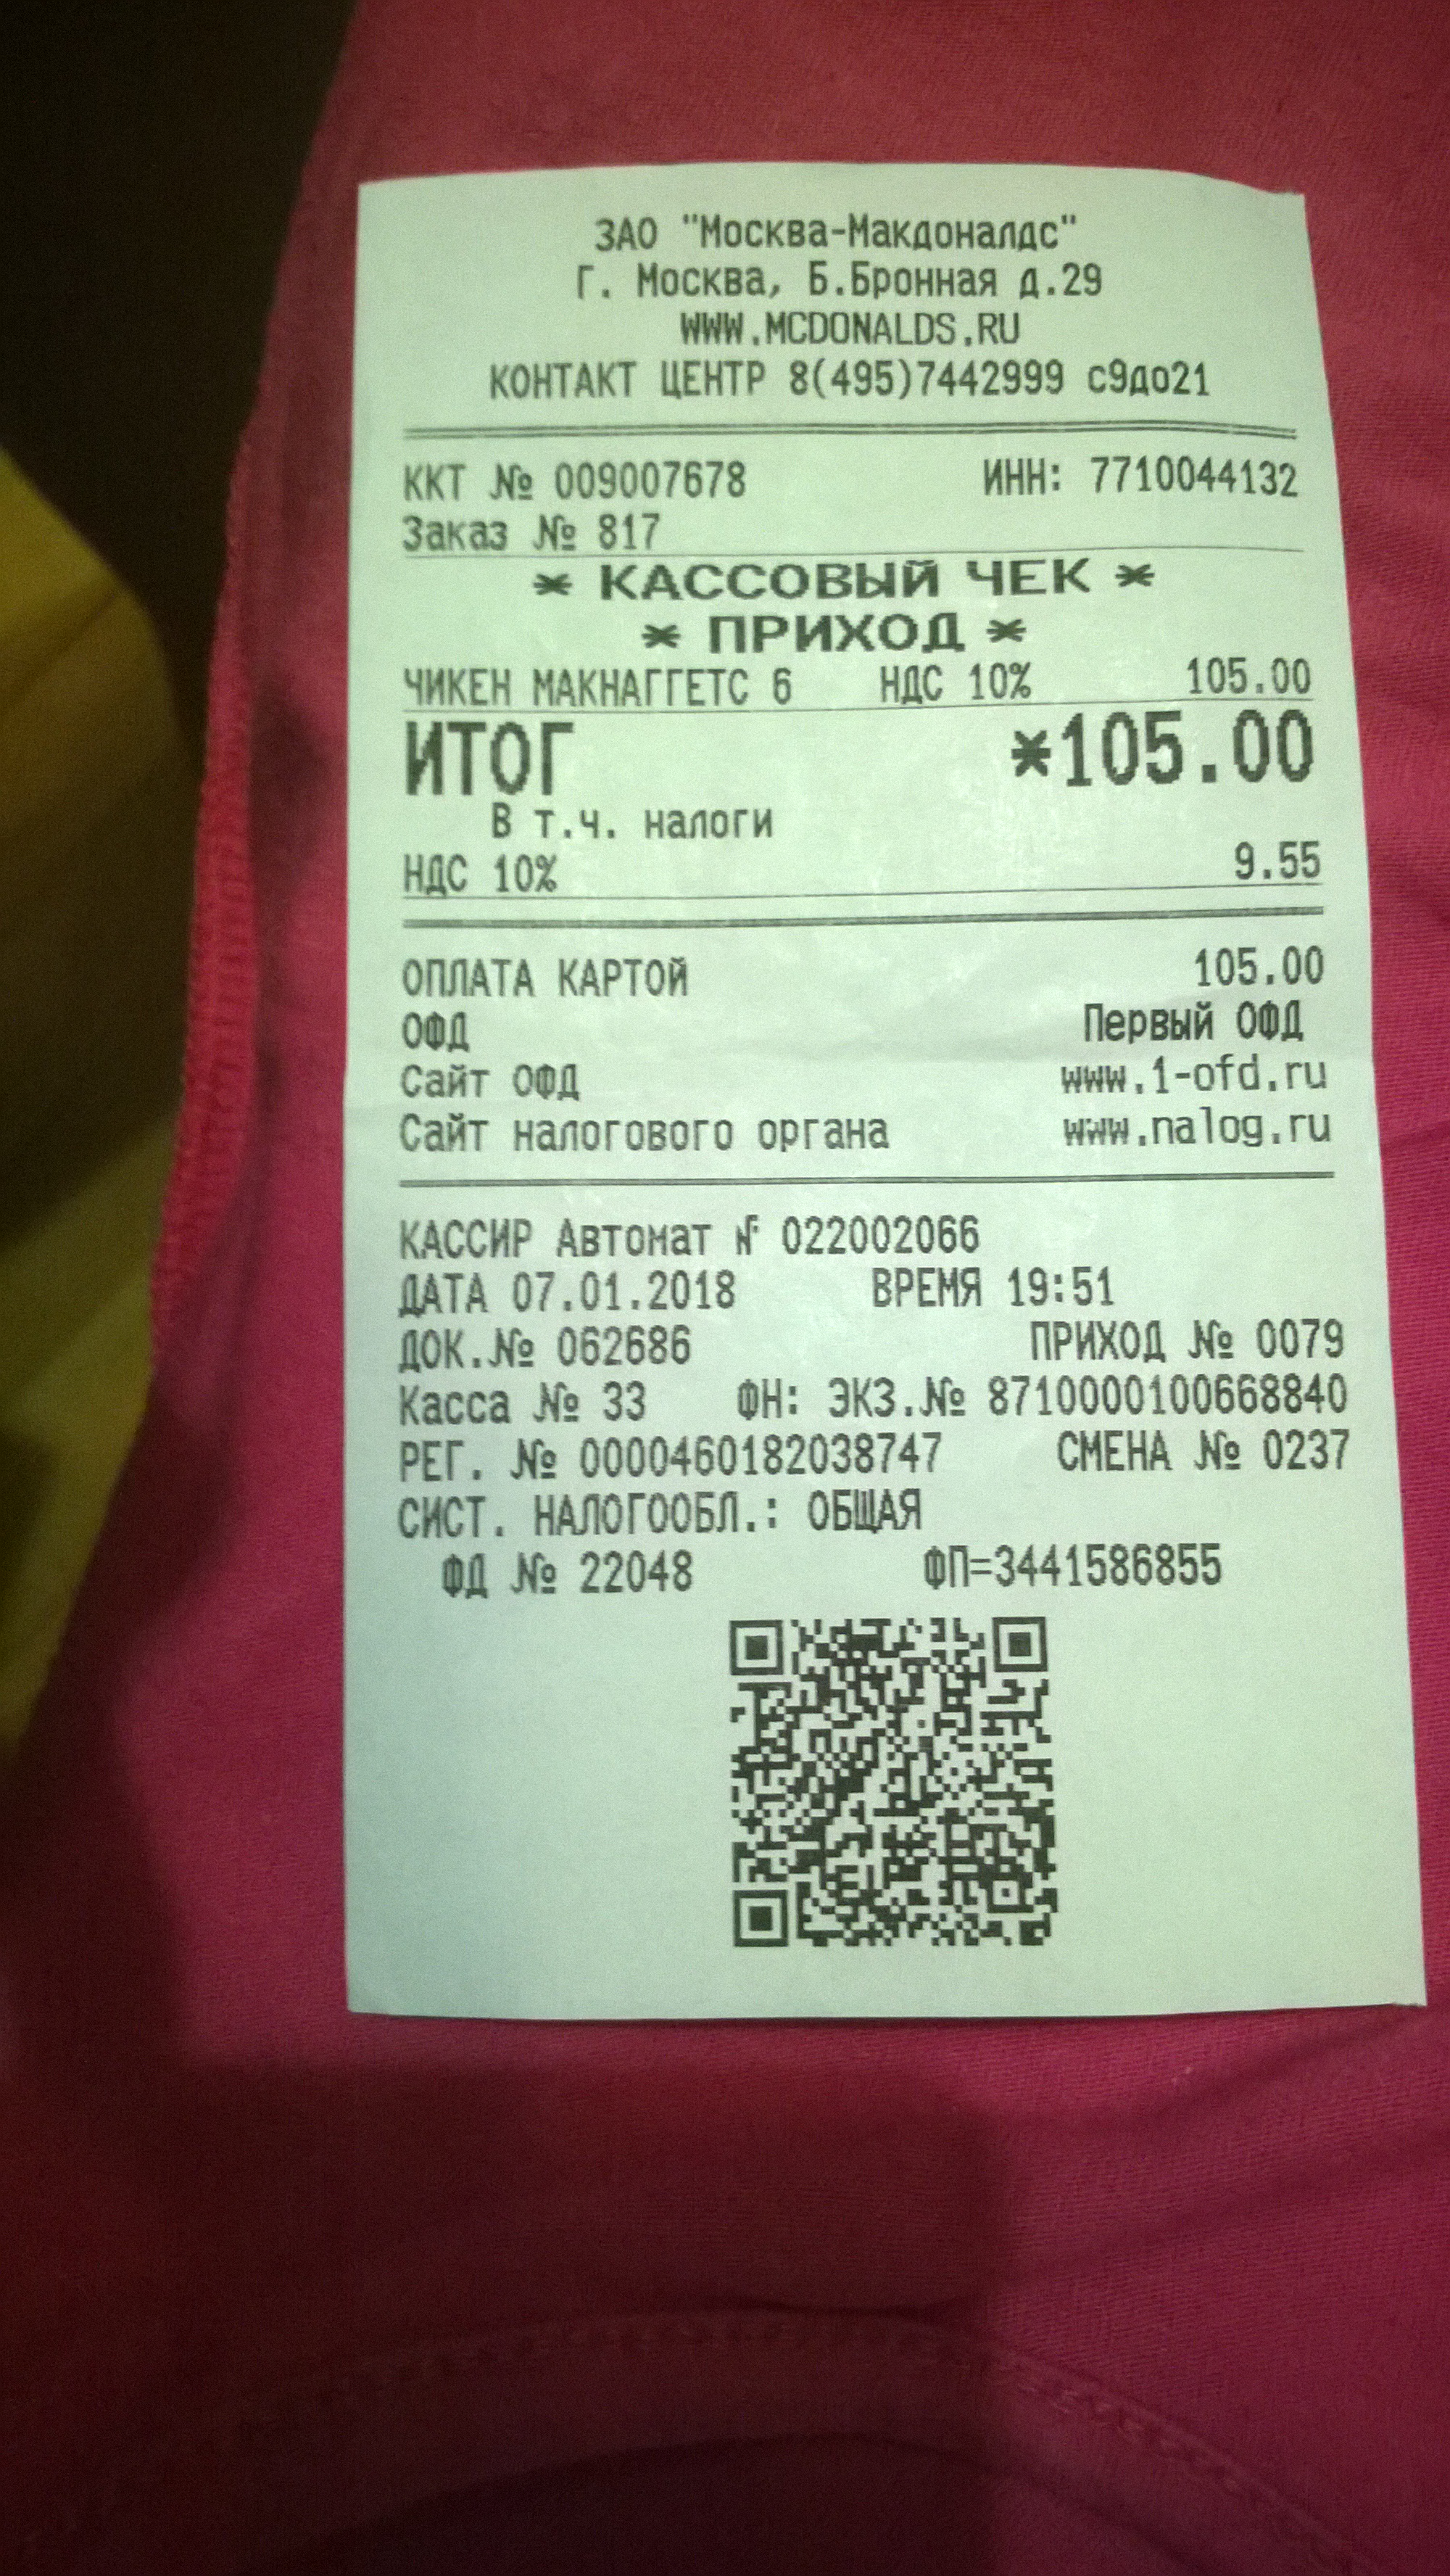 ЗАО "Москва-Макдоналдс"
Г. Москва, Б.Бронная д.29
WWW.MCDONALDS.RU
КОНТАКТ ЦЕНТР 8(495)7442999 с9до21
ККТ № 009007678 ИНН: 7710044132
Заказ № 817
* КАССОВЫЙ ЧЕК *
* ПРИХОД *
ЧИКЕН МАКНАГГЕТС 6 НДС 10% 105.00
ИТОГ *105.00
В т.ч. налоги
НДС 10% 9.55
ОПЛАТА КАРТОЙ 105.00
ОФД Первый ОФД
Сайт ОФД www.1-ofd.ru
Сайт налогового органа www.nalog.ru
КАССИР Автомат № 022002066
ДАТА 07.01.2018 ВРЕМЯ 19:51
ДОК.№ 062686 ПРИХОД № 0079
Касса № 33 ФН: ЭКЗ.№ 8710000100668840
РЕГ. № 0000460182038747 СМЕНА № 0237
СИСТ. НАЛОГООБЛ.: ОБЩАЯ
ФД № 22048 ФП=3441586855